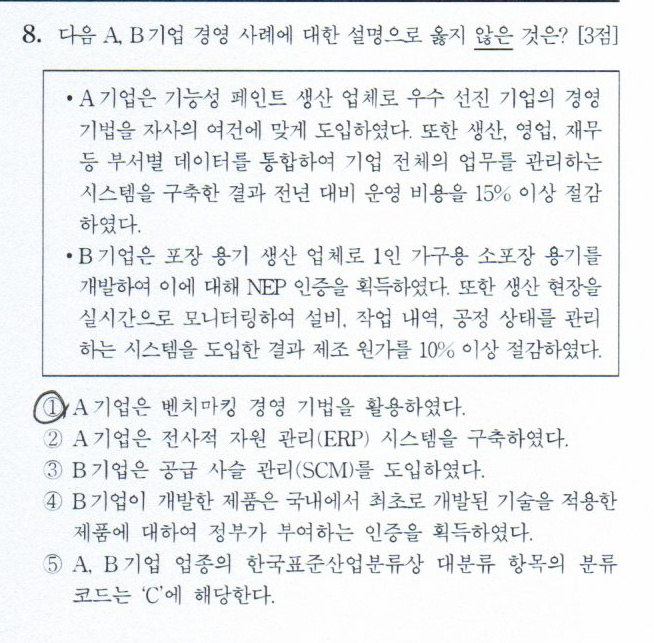 8. 다음 A, B기업 경영 사례에 대한 설명으로 옳지 않은 것은? [3점]
• A기업은 기능성 페인트 생산 업체로 우수 선진 기업의 경영
기법을 자사의 여건에 맞게 도입하였다. 또한 생산, 영업, 재무
등 부서별 데이터를 통합하여 기업 전체의 업무를 관리하는
시스템을 구축한 결과 전년 대비 운영 비용을 15% 이상 절감
하였다.
• B기업은 포장 용기 생산 업체로 1인 가구용 소포장 용기를
개발하여 이에 대해 NEP 인증을 획득하였다. 또한 생산 현장을
실시간으로 모니터링하여 설비, 작업 내역, 공정 상태를 관리
하는 시스템을 도입한 결과 제조 원가를 10% 이상 절감하였다.
① A기업은 벤치마킹 경영 기법을 활용하였다.
② A기업은 전사적 자원 관리(ERP) 시스템을 구축하였다.
③ B기업은 공급 사슬 관리(SCM)를 도입하였다.
④ B기업이 개발한 제품은 국내에서 최초로 개발된 기술을 적용한
제품에 대하여 정부가 부여하는 인증을 획득하였다.
⑤ A, B기업 업종의 한국표준산업분류상 대분류 항목의 분류
코드는 ‘C’에 해당한다.